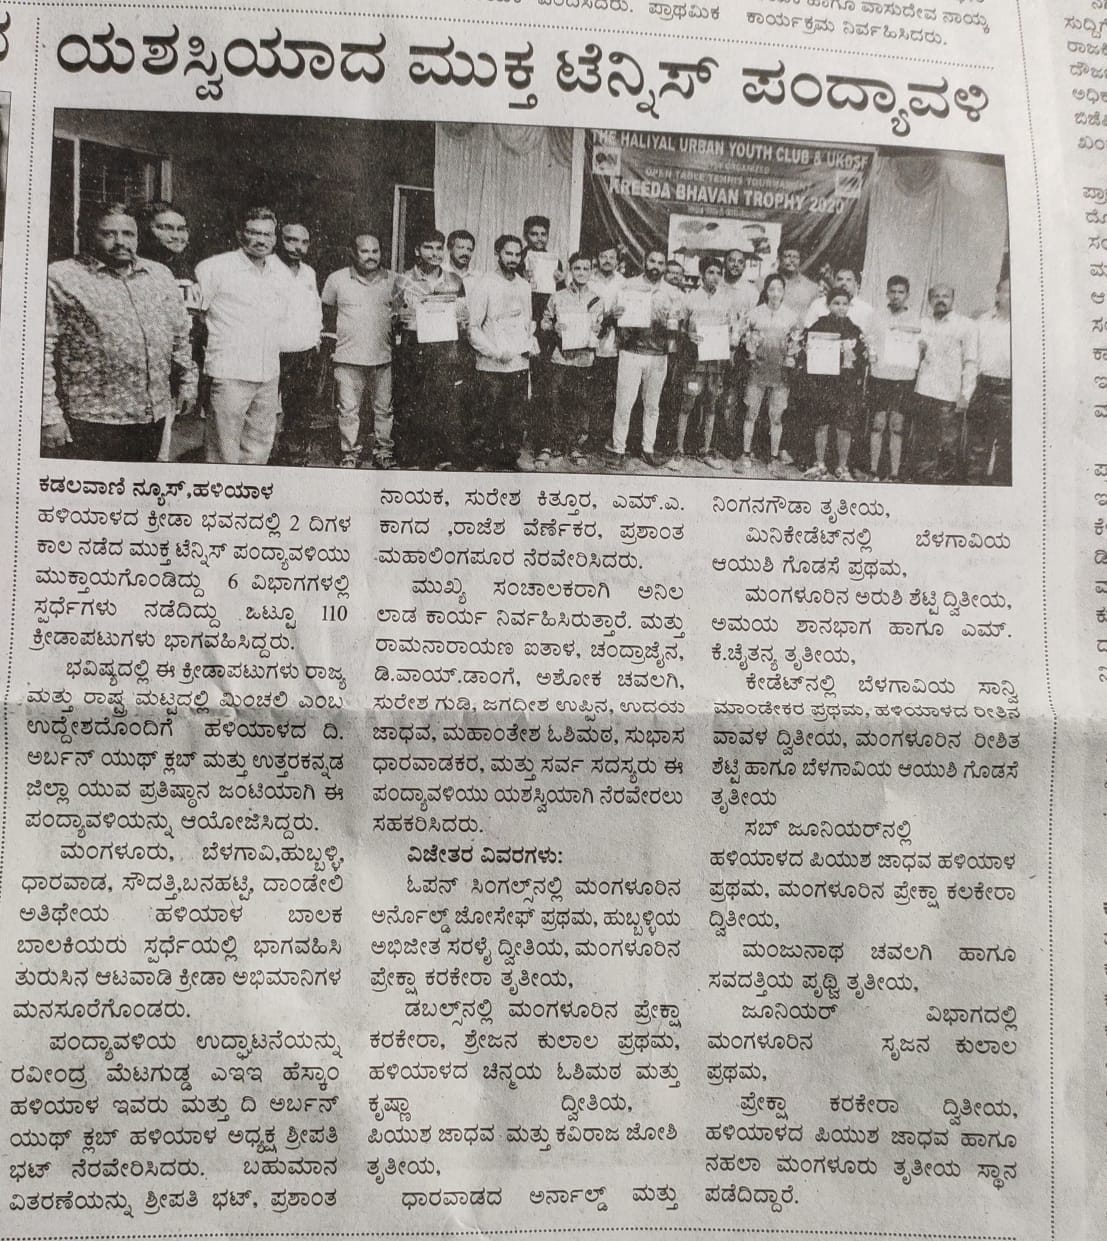 ಹಾಗೂ ವಾಸುದೇವ ನಾಯ್ಕ
ಪ್ರಾಥಮಿಕ ಕಾರ್ಯಕ್ರಮ ನಿರ್ವಹಿಸಿದರು.
ಯಶಸ್ವಿಯಾದ ಮುಕ್ತ ಟೆನ್ನಿಸ್ ಪಂದ್ಯಾವಳಿ
THE HALIYAL URBAN YOUTH CLUB & UKDSF
OPEN TABLE TENNIS TOURNAMENT
KREEDA BHAVAN TROPHY 2020
ಕಡಲವಾಣಿ ನ್ಯೂಸ್,ಹಳಿಯಾಳ
ಹಳಿಯಾಳದ ಕ್ರೀಡಾ ಭವನದಲ್ಲಿ 2 ದಿಗಳ
ಕಾಲ ನಡೆದ ಮುಕ್ತ ಟೆನ್ನಿಸ್ ಪಂದ್ಯಾವಳಿಯು
ಮುಕ್ತಾಯಗೊಂಡಿದ್ದು 6 ವಿಭಾಗಗಳಲ್ಲಿ
ಸ್ಪರ್ಧೆಗಳು ನಡೆದಿದ್ದು ಒಟ್ಟೂ 110
ಕ್ರೀಡಾಪಟುಗಳು ಭಾಗವಹಿಸಿದ್ದರು.
ಭವಿಷ್ಯದಲ್ಲಿ ಈ ಕ್ರೀಡಾಪಟುಗಳು ರಾಜ್ಯ
ಮತ್ತು ರಾಷ್ಟ್ರ ಮಟ್ಟದಲ್ಲಿ ಮಿಂಚಲಿ ಎಂಬ
ಉದ್ದೇಶದೊಂದಿಗೆ ಹಳಿಯಾಳದ ದಿ.
ಅರ್ಬನ್ ಯುಥ್ ಕ್ಲಬ್ ಮತ್ತು ಉತ್ತರಕನ್ನಡ
ಜಿಲ್ಲಾ ಯುವ ಪ್ರತಿಷ್ಠಾನ ಜಂಟಿಯಾಗಿ ಈ
ಪಂದ್ಯಾವಳಿಯನ್ನು ಆಯೋಜಿಸಿದ್ದರು.
ಮಂಗಳೂರು, ಬೆಳಗಾವಿ,ಹುಬ್ಬಳ್ಳಿ,
ಧಾರವಾಡ, ಸೌದತ್ತಿ,ಬನಹಟ್ಟಿ, ದಾಂಡೇಲಿ
ಅತಿಥೇಯ ಹಳಿಯಾಳ ಬಾಲಕ
ಬಾಲಕಿಯರು ಸ್ಪರ್ಧೆಯಲ್ಲಿ ಭಾಗವಹಿಸಿ
ತುರುಸಿನ ಆಟವಾಡಿ ಕ್ರೀಡಾ ಅಭಿಮಾನಿಗಳ
ಮನಸೂರೆಗೊಂಡರು.
ಪಂದ್ಯಾವಳಿಯ ಉದ್ಘಾಟನೆಯನ್ನು
ರವೀಂದ್ರ ಮೆಟಗುಡ್ಡ ಎಇಇ ಹೆಸ್ಕಾಂ
ಹಳಿಯಾಳ ಇವರು ಮತ್ತು ದಿ ಅರ್ಬನ್
ಯುಥ್ ಕ್ಲಬ್ ಹಳಿಯಾಳ ಅಧ್ಯಕ್ಷ ಶ್ರೀಪತಿ
ಭಟ್ ನೆರವೇರಿಸಿದರು. ಬಹುಮಾನ
ವಿತರಣೆಯನ್ನು ಶ್ರೀಪತಿ ಭಟ್, ಪ್ರಶಾಂತ
ನಾಯಕ, ಸುರೇಶ ಕಿತ್ತೂರ, ಎಮ್.ಎ.
ಕಾಗದ ,ರಾಜೇಶ ವೆರ್ಣೆಕರ, ಪ್ರಶಾಂತ
ಮಹಾಲಿಂಗಪೂರ ನೆರವೇರಿಸಿದರು.
ಮುಖ್ಯ ಸಂಚಾಲಕರಾಗಿ ಅನಿಲ
ಲಾಡ ಕಾರ್ಯ ನಿರ್ವಹಿಸಿರುತ್ತಾರೆ. ಮತ್ತು
ರಾಮನಾರಾಯಣ ಐತಾಳ, ಚಂದ್ರಾಜೈನ,
ಡಿ.ವಾಯ್.ಡಾಂಗೆ, ಅಶೋಕ ಚವಲಗಿ,
ಸುರೇಶ ಗುಡಿ, ಜಗದೀಶ ಉಪ್ಪಿನ, ಉದಯ
ಜಾಧವ, ಮಹಾಂತೇಶ ಓಶಿಮಠ, ಸುಭಾಸ
ಧಾರವಾಡಕರ, ಮತ್ತು ಸರ್ವ ಸದಸ್ಯರು ಈ
ಪಂದ್ಯಾವಳಿಯು ಯಶಸ್ವಿಯಾಗಿ ನೆರವೇರಲು
ಸಹಕರಿಸಿದರು.
ವಿಜೇತರ ವಿವರಗಳು:
ಓಪನ್ ಸಿಂಗಲ್ಸ್‌ನಲ್ಲಿ ಮಂಗಳೂರಿನ
ಅರ್ನೊಲ್ಡ್ ಜೋಸೇಫ್ ಪ್ರಥಮ, ಹುಬ್ಬಳ್ಳಿಯ
ಅಭಿಜೀತ ಸರಳೈ ದ್ವೀತಿಯ, ಮಂಗಳೂರಿನ
ಪ್ರೇಕ್ಷಾ ಕರಕೇರಾ ತೃತೀಯ,
ಡಬಲ್ಸ್‌ನಲ್ಲಿ ಮಂಗಳೂರಿನ ಪ್ರೇಕ್ಷಾ
ಕರಕೇರಾ, ಶ್ರೇಜನ ಕುಲಾಲ ಪ್ರಥಮ,
ಹಳಿಯಾಳದ ಚಿನ್ಮಯ ಓಶಿಮಠ ಮತ್ತು
ಕೃಷ್ಣಾ ದ್ವೀತಿಯ,
ಪಿಯುಶ ಜಾಧವ ಮತ್ತು ಕವಿರಾಜ ಜೋಶಿ
ತೃತೀಯ,
ಧಾರವಾಡದ ಅರ್ನಾಲ್ಡ್ ಮತ್ತು
ನಿಂಗನಗೌಡಾ ತೃತೀಯ,
ಮಿನಿಕೇಡೆಟ್‌ನಲ್ಲಿ ಬೆಳಗಾವಿಯ
ಆಯುಶಿ ಗೊಡಸೆ ಪ್ರಥಮ,
ಮಂಗಳೂರಿನ ಅರುಶಿ ಶೆಟ್ಟಿ ದ್ವಿತೀಯ,
ಅಮಯ ಶಾನಭಾಗ ಹಾಗೂ ಎಮ್.
ಕೆ.ಚೈತನ್ಯ ತೃತೀಯ,
ಕೇಡೆಟ್‌ನಲ್ಲಿ ಬೆಳಗಾವಿಯ ಸಾನ್ವಿ
ಮಾಂಡೇಕರ ಪ್ರಥಮ, ಹಳಿಯಾಳದ ರೀತಿನ
ವಾವಳ ದ್ವಿತೀಯ, ಮಂಗಳೂರಿನ ರೀಶಿತ
ಶೆಟ್ಟಿ ಹಾಗೂ ಬೆಳಗಾವಿಯ ಆಯುಶಿ ಗೊಡಸೆ
ತೃತೀಯ
ಸಬ್ ಜೂನಿಯರ್‌ನಲ್ಲಿ
ಹಳಿಯಾಳದ ಪಿಯುಶ ಜಾಧವ ಹಳಿಯಾಳ
ಪ್ರಥಮ, ಮಂಗಳೂರಿನ ಪ್ರೇಕ್ಷಾ ಕಲಕೇರಾ
ದ್ವಿತೀಯ,
ಮಂಜುನಾಥ ಚವಲಗಿ ಹಾಗೂ
ಸವದತ್ತಿಯ ಪೃಥ್ವಿ ತೃತೀಯ,
ಜೂನಿಯರ್ ವಿಭಾಗದಲ್ಲಿ
ಮಂಗಳೂರಿನ ಸೃಜನ ಕುಲಾಲ
ಪ್ರಥಮ,
ಪ್ರೇಕ್ಷಾ ಕರಕೇರಾ ದ್ವಿತೀಯ,
ಹಳಿಯಾಳದ ಪಿಯುಶ ಜಾಧವ ಹಾಗೂ
ನಹಲಾ ಮಂಗಳೂರು ತೃತೀಯ ಸ್ಥಾನ
ಪಡೆದಿದ್ದಾರೆ.